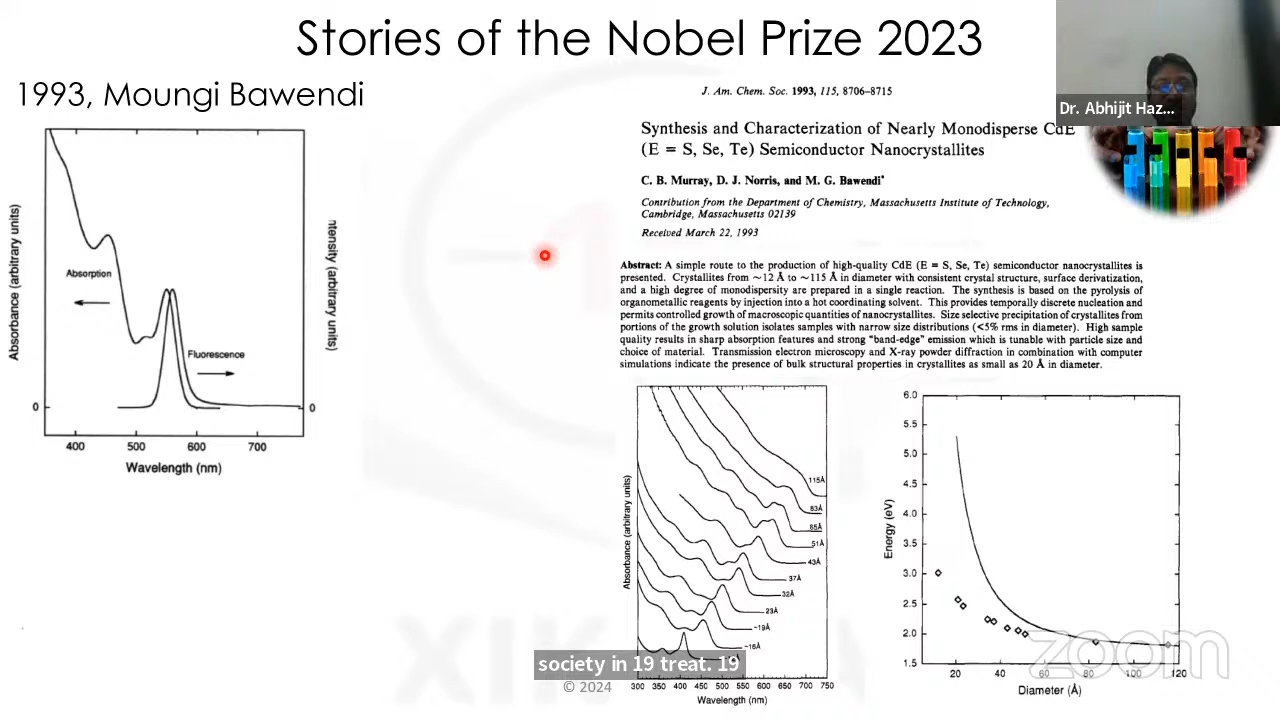 Stories of the Nobel Prize 2023
1993, Moungi Bawendi
Dr. Abhijit Haz...
J. Am. Chem. Soc. 1993, 115, 8706-8715
Synthesis and Characterization of Nearly Monodisperse CdE
(E = S, Se, Te) Semiconductor Nanocrystallites
C. B. Murray, D. J. Norris, and M. G. Bawendi*
Contribution from the Department of Chemistry, Massachusetts Institute of Technology,
Cambridge, Massachusetts 02139
Received March 22, 1993
Abstract: A simple route to the production of high-quality CdE (E = S, Se, Te) semiconductor nanocrystallites is
presented. Crystallites from ~12 Å to ~115 Å in diameter with consistent crystal structure, surface derivatization,
and a high degree of monodispersity are prepared in a single reaction. The synthesis is based on the pyrolysis of
organometallic reagents by injection into a hot coordinating solvent. This provides temporally discrete nucleation and
permits controlled growth of macroscopic quantities of nanocrystallites. Size selective precipitation of crystallites from
portions of the growth solution isolates samples with narrow size distributions (<5% rms in diameter). High sample
quality results in sharp absorption features and strong "band-edge" emission which is tunable with particle size and
choice of material. Transmission electron microscopy and X-ray powder diffraction in combination with computer
simulations indicate the presence of bulk structural properties in crystallites as small as 20 Å in diameter.
Absorbance (arbitrary units)
Absorption
Fluorescence
ntensity (arbitrary units)
0
0
400 500 600 700
Wavelength (nm)
Absorbance (arbitrary units)
115Å
83Å
65Å
51Å
43Å
37Å
32Å
23Å
~19Å
~16Å
300 350 400 450 500 550 600 650 700 750
Wavelength (nm)
Energy (eV)
6.0
5.5
5.0
4.5
4.0
3.5
3.0
2.5
2.0
1.5
20 40 60 80 100 120
Diameter (Å)
zoom
society in 19 treat. 19
© 2024